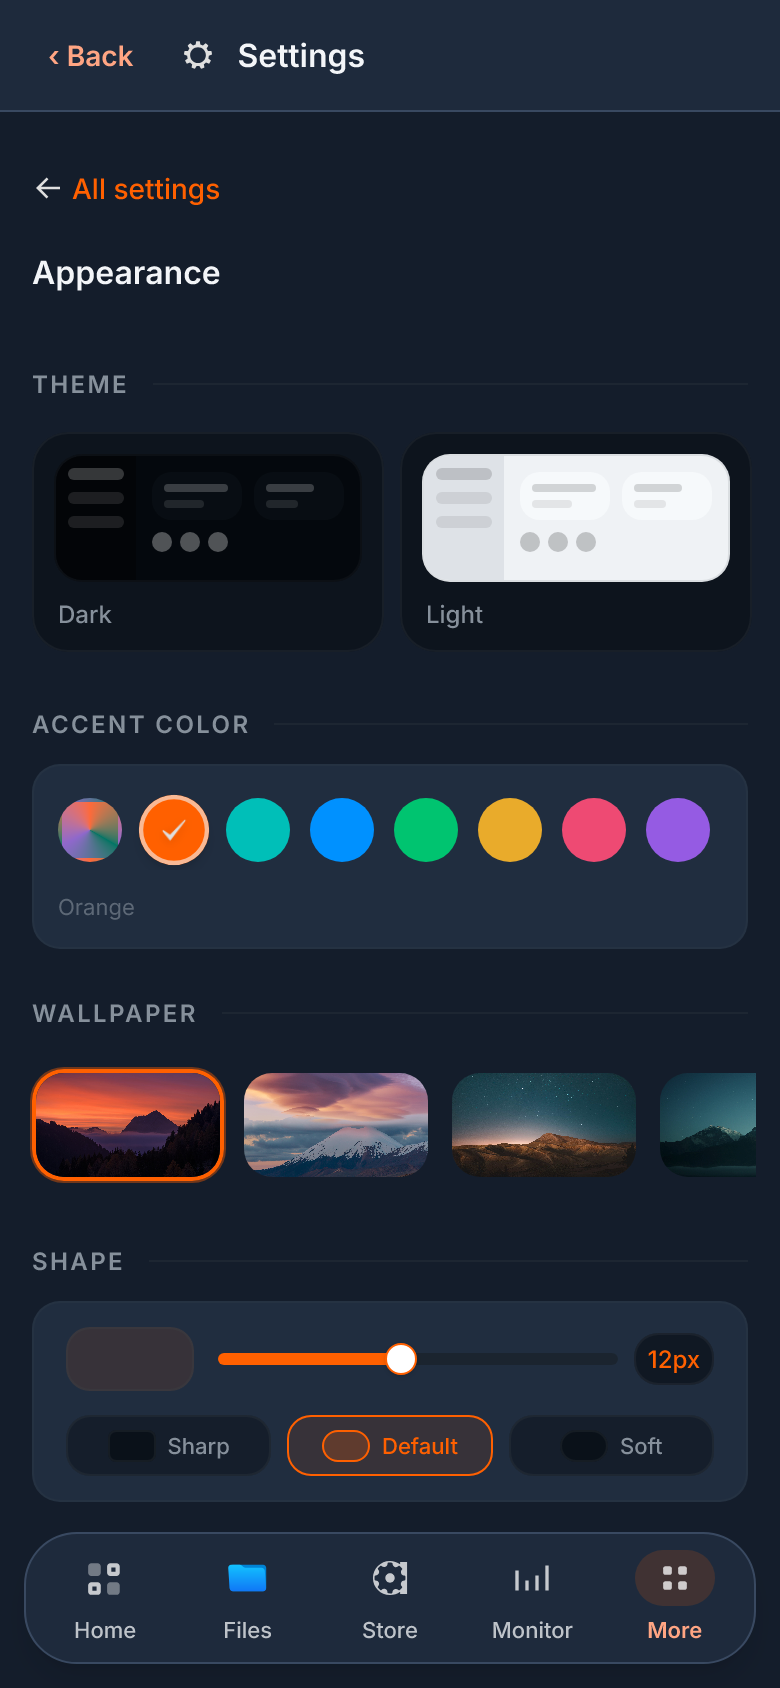 ‹ Back Settings
← All settings
Appearance
THEME
Dark Light
ACCENT COLOR
Orange
WALLPAPER
SHAPE
12px
Sharp Default Soft
Home Files Store Monitor More